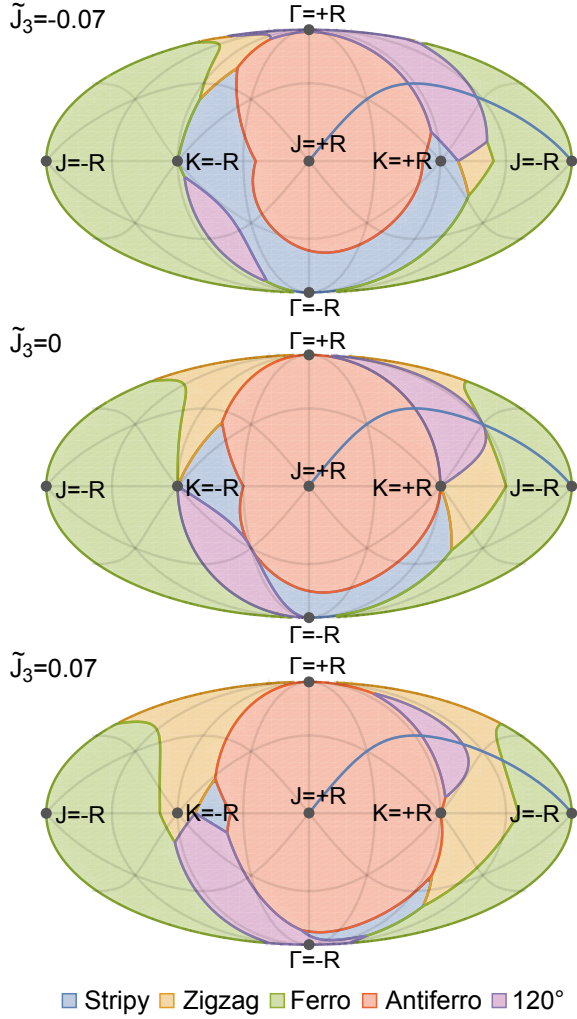 J̃₃=-0.07
Γ=+R
J=-R
K=-R
J=+R
K=+R
J=-R
Γ=-R
J̃₃=0
Γ=+R
J=-R
K=-R
J=+R
K=+R
J=-R
Γ=-R
J̃₃=0.07
Γ=+R
J=-R
K=-R
J=+R
K=+R
J=-R
Γ=-R
Stripy Zigzag Ferro Antiferro 120°